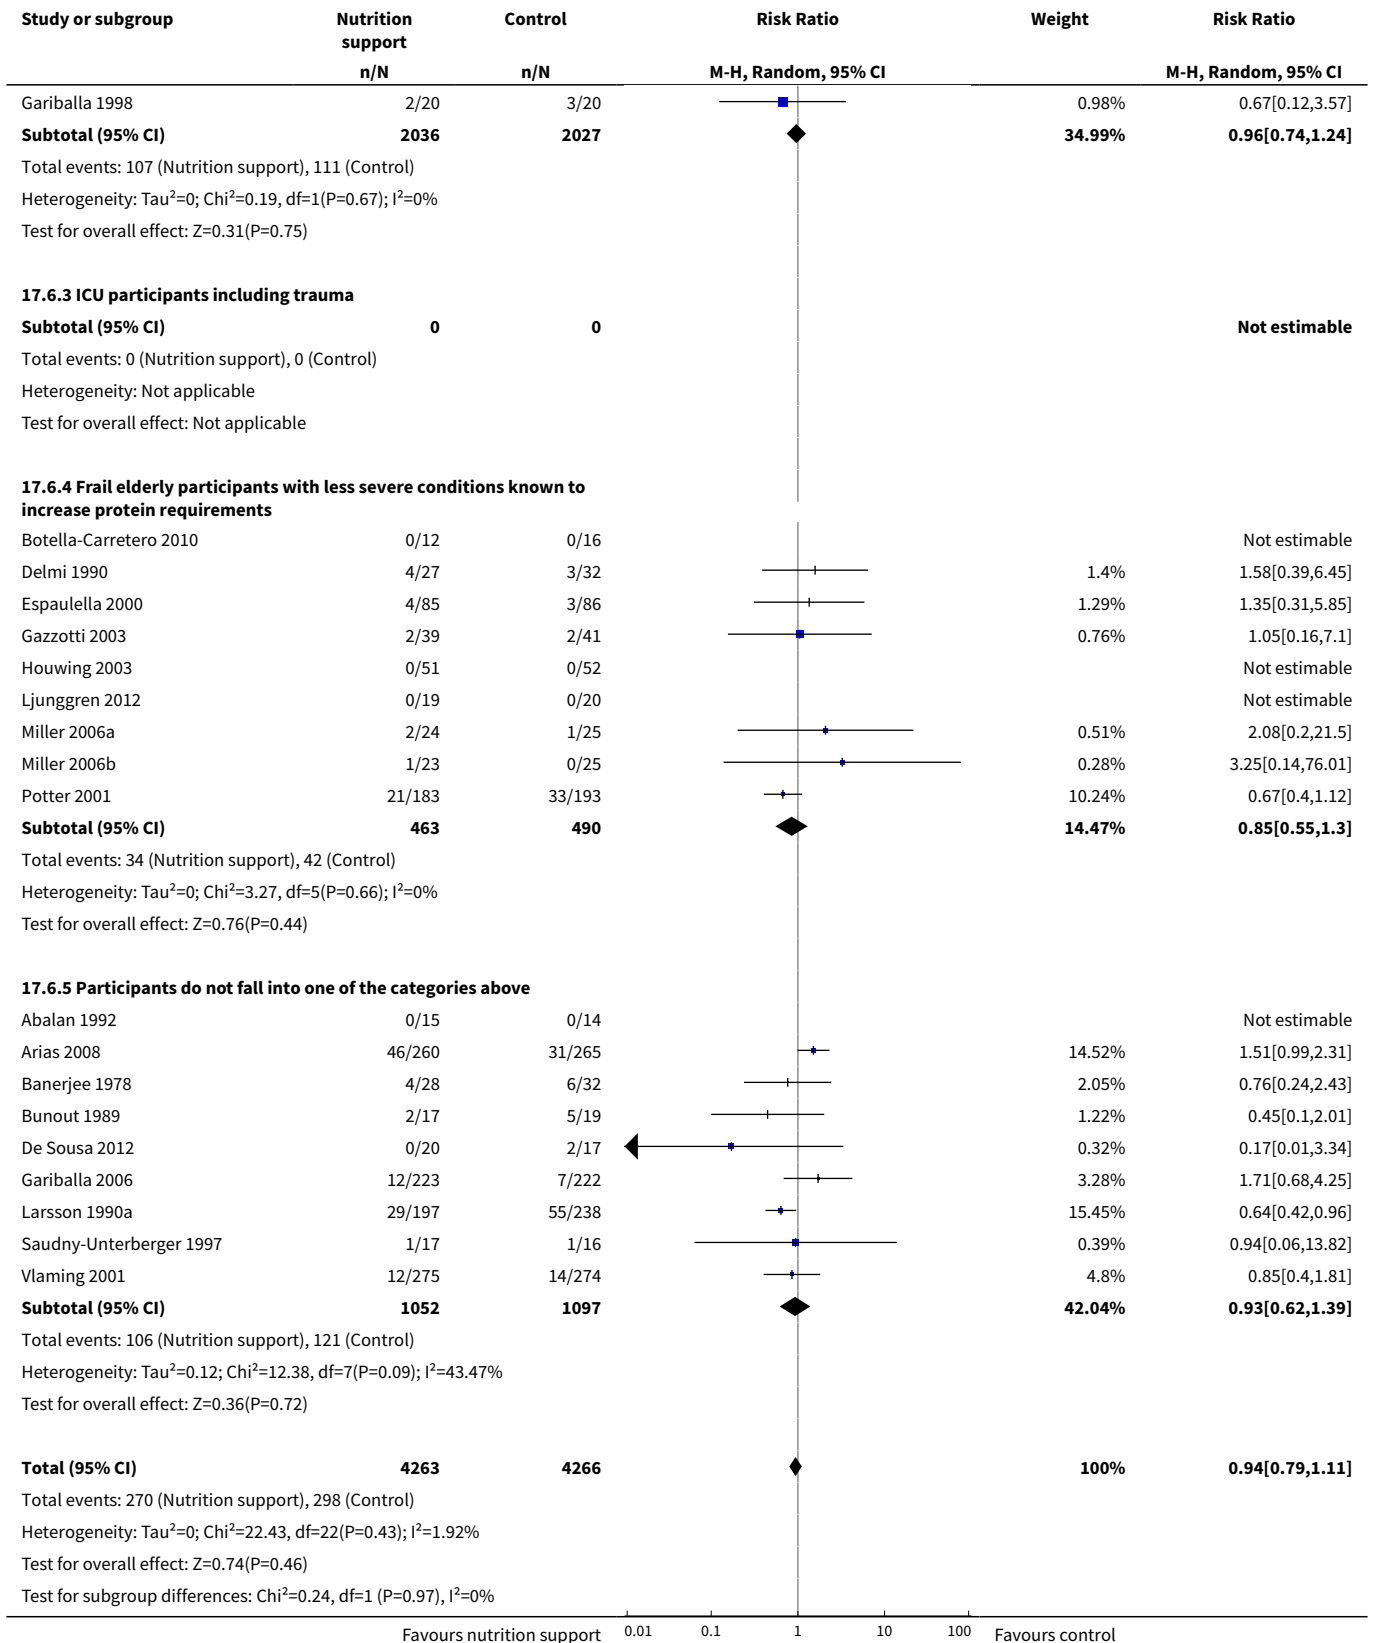 Study or subgroup Nutrition support Control Risk Ratio Weight Risk Ratio
n/N n/N M-H, Random, 95% CI M-H, Random, 95% CI
Gariballa 1998 2/20 3/20 0.98% 0.67[0.12,3.57]
Subtotal (95% CI) 2036 2027 34.99% 0.96[0.74,1.24]
Total events: 107 (Nutrition support), 111 (Control)
Heterogeneity: Tau²=0; Chi²=0.19, df=1(P=0.67); I²=0%
Test for overall effect: Z=0.31(P=0.75)
17.6.3 ICU participants including trauma
Subtotal (95% CI) 0 0 Not estimable
Total events: 0 (Nutrition support), 0 (Control)
Heterogeneity: Not applicable
Test for overall effect: Not applicable
17.6.4 Frail elderly participants with less severe conditions known to
increase protein requirements
Botella-Carretero 2010 0/12 0/16 Not estimable
Delmi 1990 4/27 3/32 1.4% 1.58[0.39,6.45]
Espaulella 2000 4/85 3/86 1.29% 1.35[0.31,5.85]
Gazzotti 2003 2/39 2/41 0.76% 1.05[0.16,7.1]
Houwing 2003 0/51 0/52 Not estimable
Ljunggren 2012 0/19 0/20 Not estimable
Miller 2006a 2/24 1/25 0.51% 2.08[0.2,21.5]
Miller 2006b 1/23 0/25 0.28% 3.25[0.14,76.01]
Potter 2001 21/183 33/193 10.24% 0.67[0.4,1.12]
Subtotal (95% CI) 463 490 14.47% 0.85[0.55,1.3]
Total events: 34 (Nutrition support), 42 (Control)
Heterogeneity: Tau²=0; Chi²=3.27, df=5(P=0.66); I²=0%
Test for overall effect: Z=0.76(P=0.44)
17.6.5 Participants do not fall into one of the categories above
Abalan 1992 0/15 0/14 Not estimable
Arias 2008 46/260 31/265 14.52% 1.51[0.99,2.31]
Banerjee 1978 4/28 6/32 2.05% 0.76[0.24,2.43]
Bunout 1989 2/17 5/19 1.22% 0.45[0.1,2.01]
De Sousa 2012 0/20 2/17 0.32% 0.17[0.01,3.34]
Gariballa 2006 12/223 7/222 3.28% 1.71[0.68,4.25]
Larsson 1990a 29/197 55/238 15.45% 0.64[0.42,0.96]
Saudny-Unterberger 1997 1/17 1/16 0.39% 0.94[0.06,13.82]
Vlaming 2001 12/275 14/274 4.8% 0.85[0.4,1.81]
Subtotal (95% CI) 1052 1097 42.04% 0.93[0.62,1.39]
Total events: 106 (Nutrition support), 121 (Control)
Heterogeneity: Tau²=0.12; Chi²=12.38, df=7(P=0.09); I²=43.47%
Test for overall effect: Z=0.36(P=0.72)
Total (95% CI) 4263 4266 100% 0.94[0.79,1.11]
Total events: 270 (Nutrition support), 298 (Control)
Heterogeneity: Tau²=0; Chi²=22.43, df=22(P=0.43); I²=1.92%
Test for overall effect: Z=0.74(P=0.46)
Test for subgroup differences: Chi²=0.24, df=1 (P=0.97), I²=0%
Favours nutrition support 0.01 0.1 1 10 100 Favours control